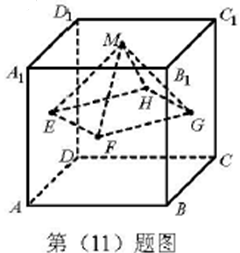 D₁ C₁
M
A₁ B₁
H
E G
F
D C
A B
第（11）题图